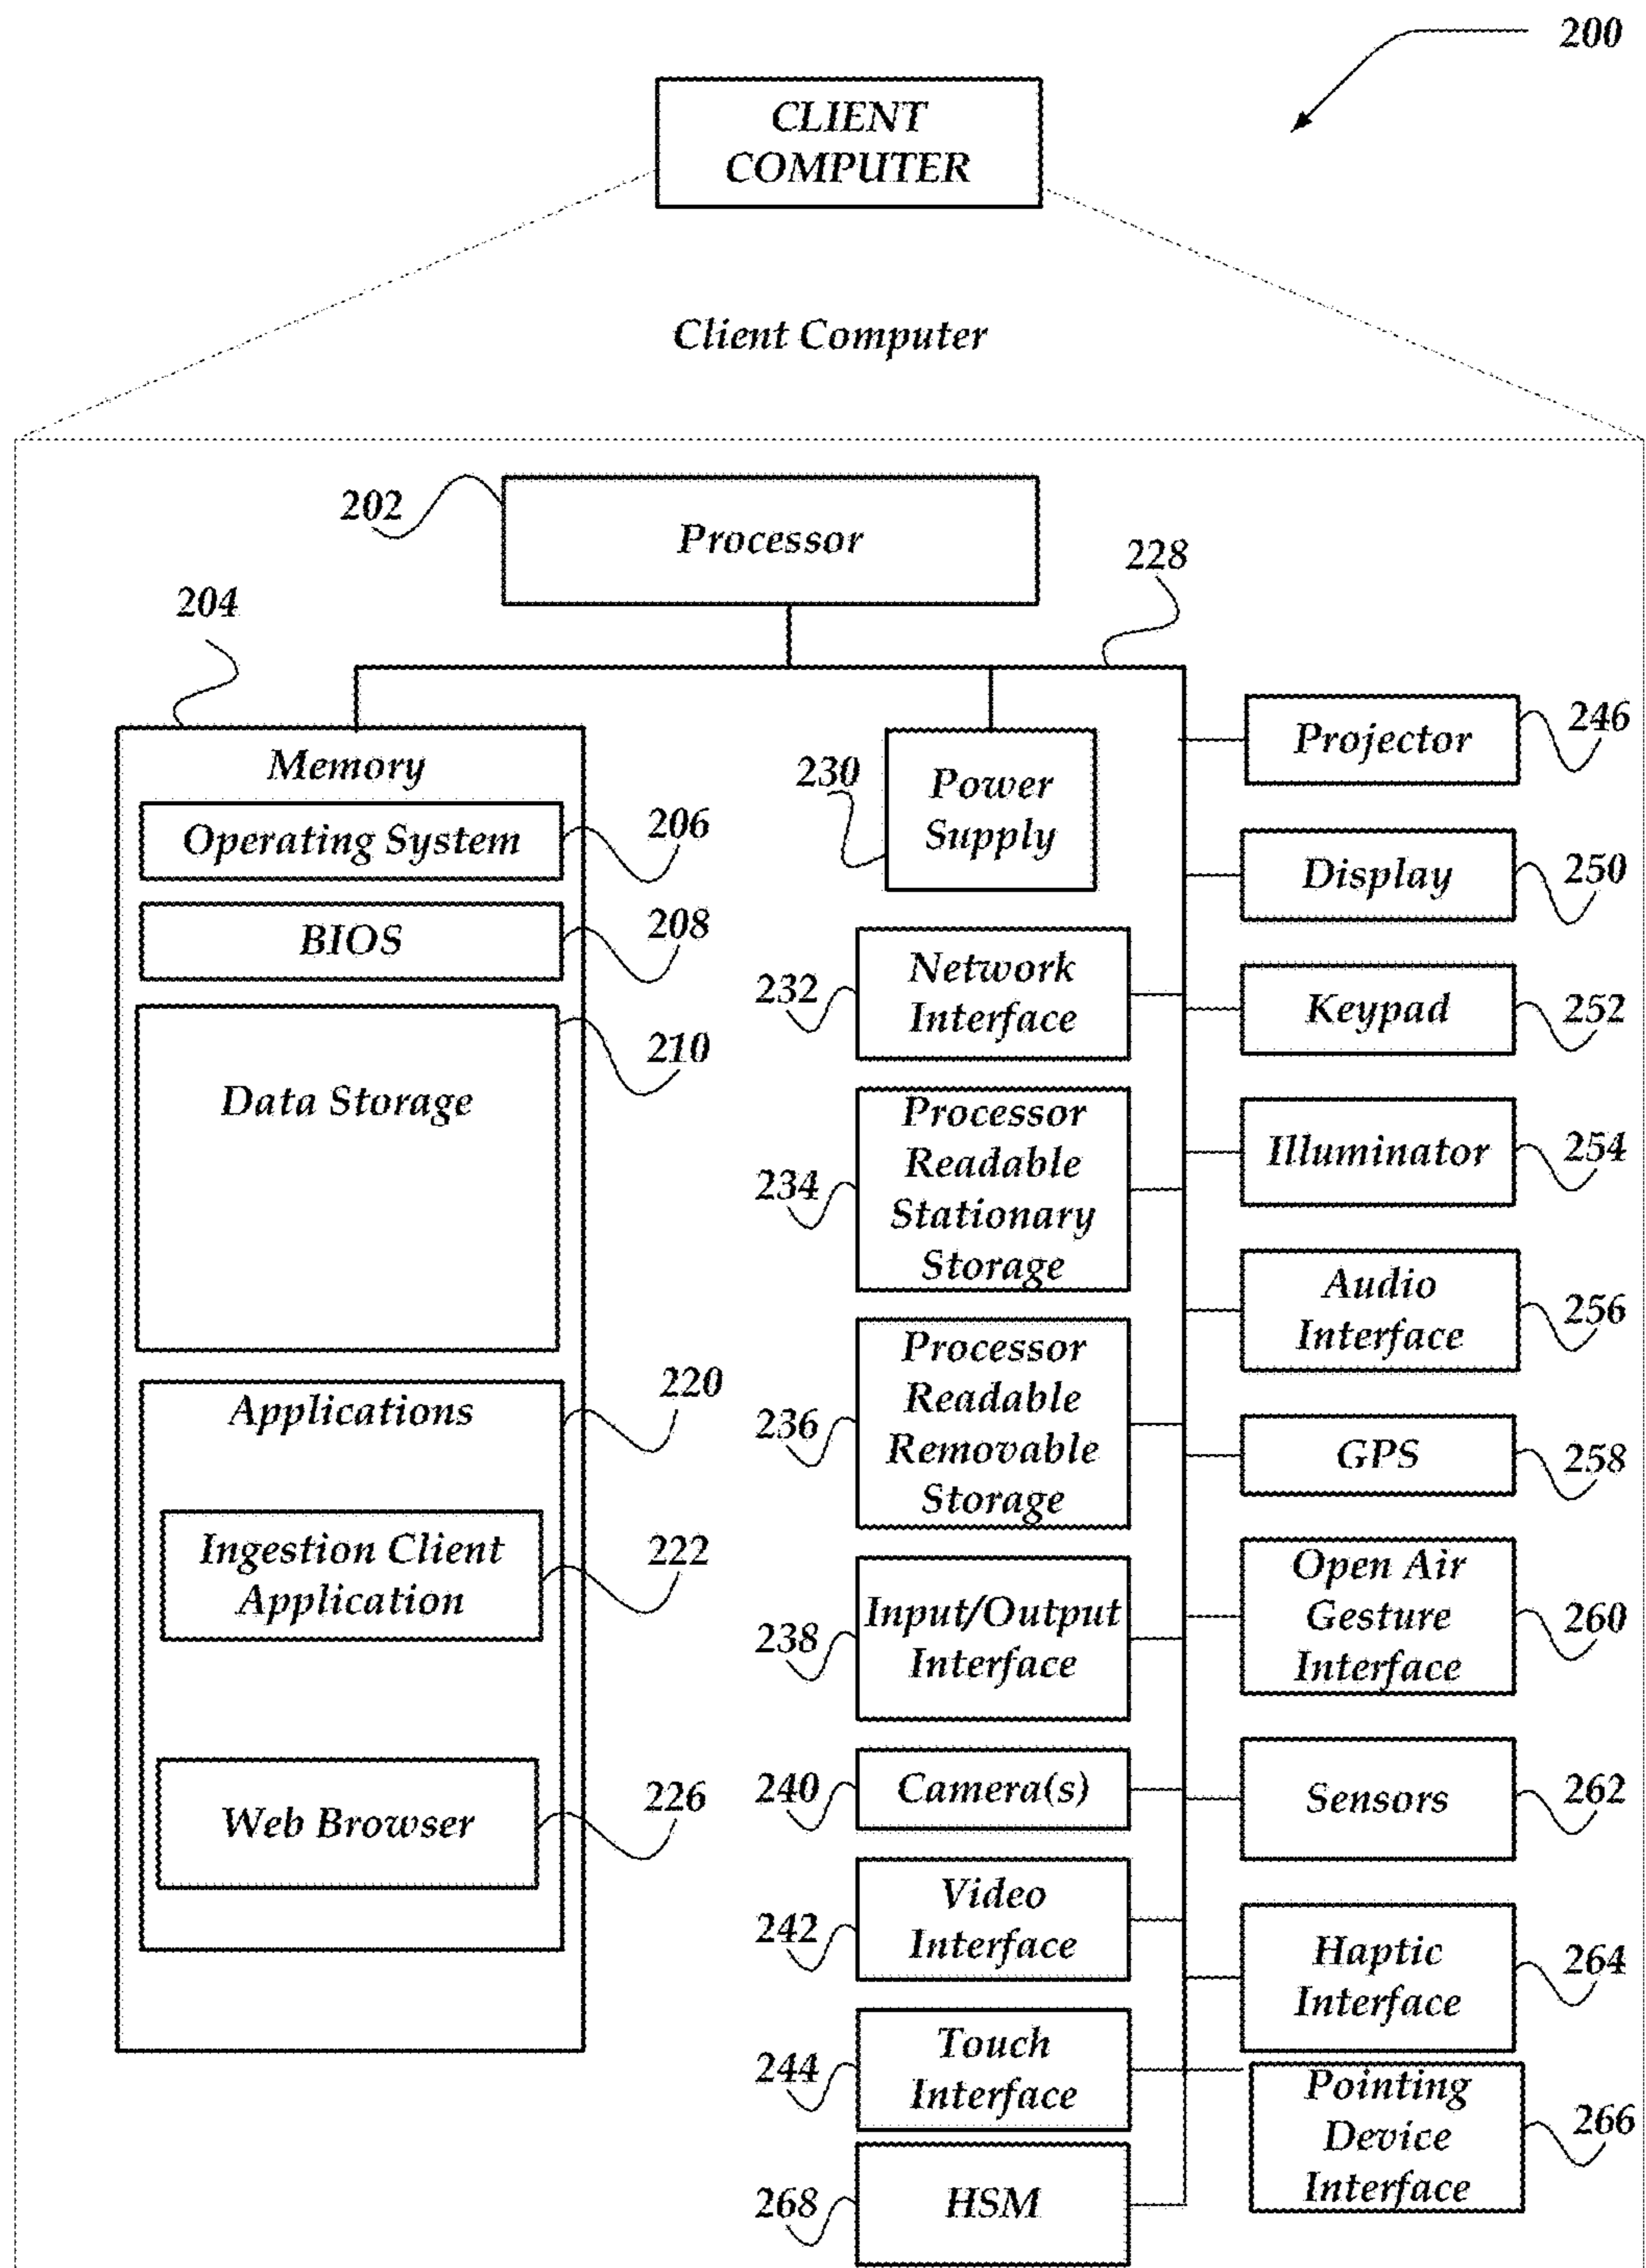 200
CLIENT
COMPUTER
Client Computer
202
Processor
228
204
Memory
Operating System
206
BIOS
208
Data Storage
210
Applications
220
Ingestion Client
Application
222
Web Browser
226
230
Power
Supply
232
Network
Interface
234
Processor
Readable
Stationary
Storage
236
Processor
Readable
Removable
Storage
238
Input/Output
Interface
240
Camera(s)
242
Video
Interface
244
Touch
Interface
268
HSM
Projector
246
Display
250
Keypad
252
Illuminator
254
Audio
Interface
256
GPS
258
Open Air
Gesture
Interface
260
Sensors
262
Haptic
Interface
264
Pointing
Device
Interface
266